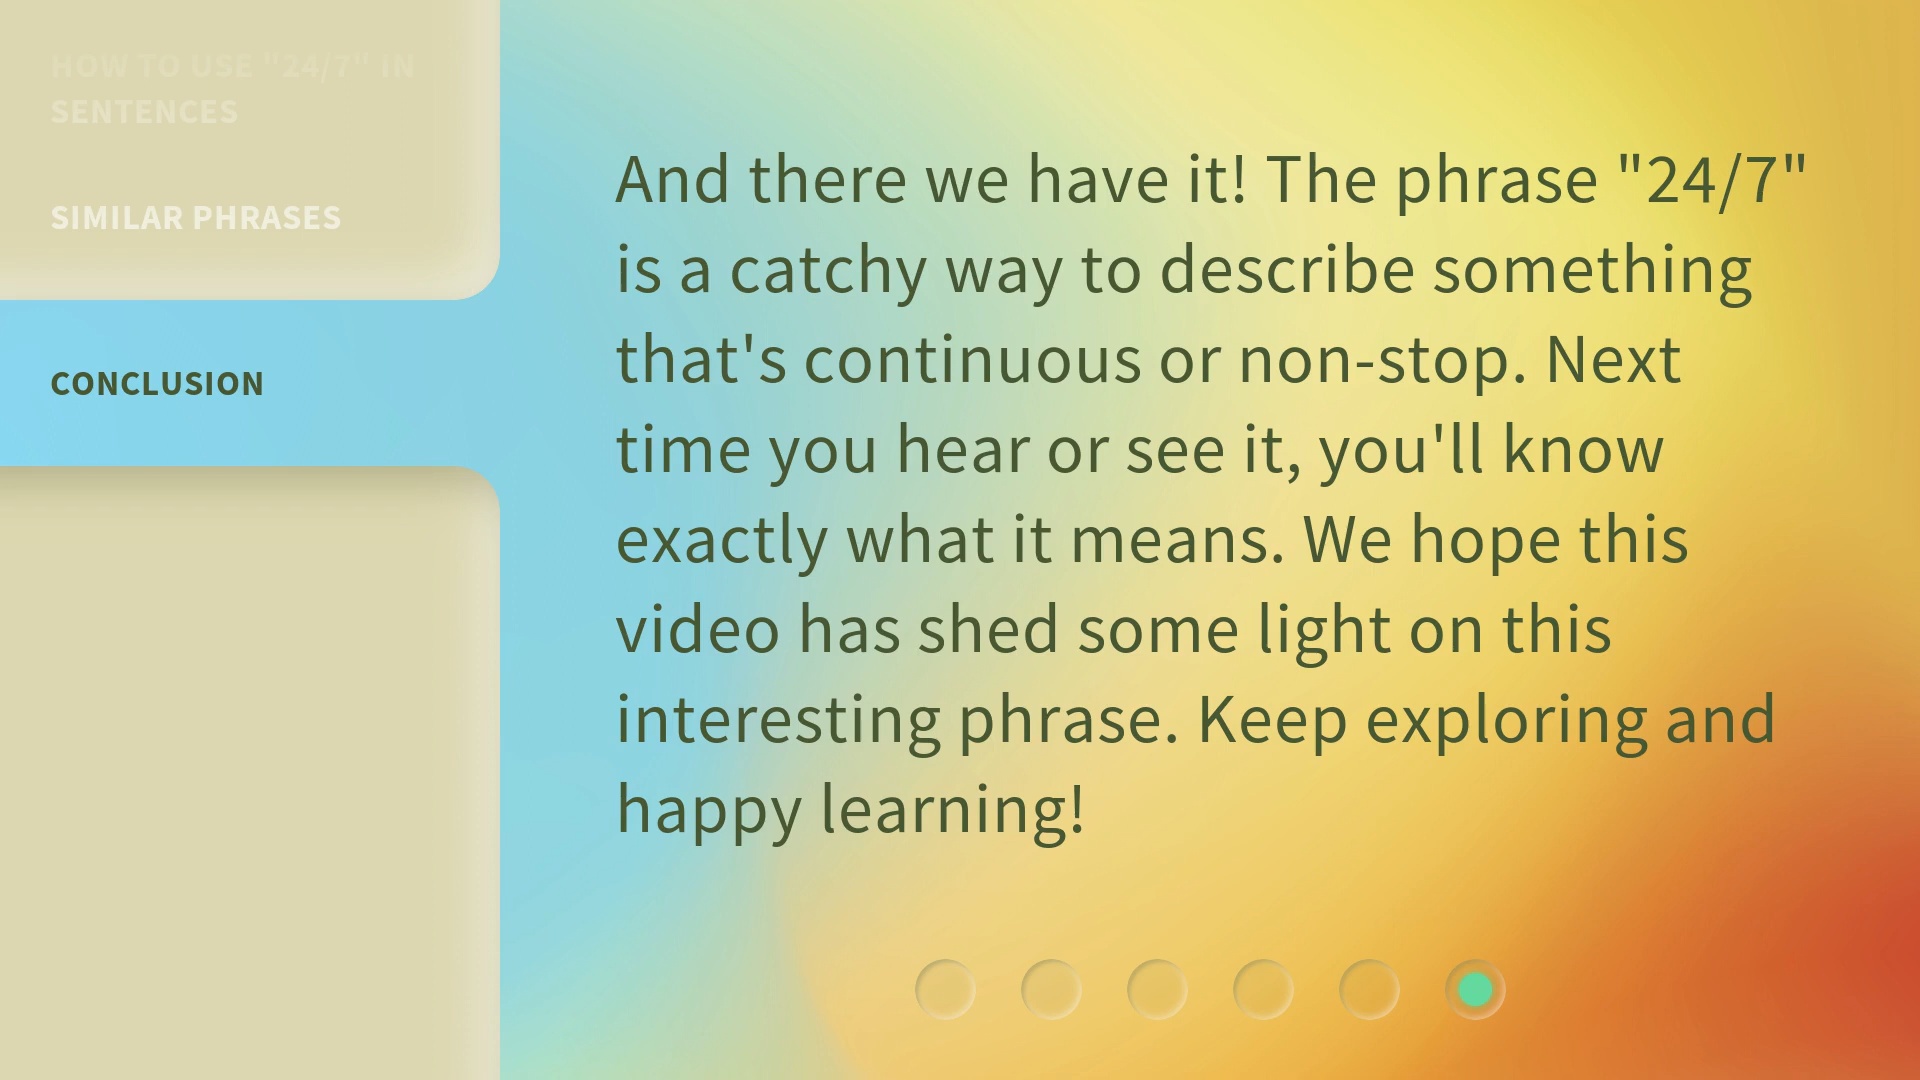 HOW TO USE "24/7" IN
SENTENCES
SIMILAR PHRASES
CONCLUSION
And there we have it! The phrase "24/7"
is a catchy way to describe something
that's continuous or non-stop. Next
time you hear or see it, you'll know
exactly what it means. We hope this
video has shed some light on this
interesting phrase. Keep exploring and
happy learning!